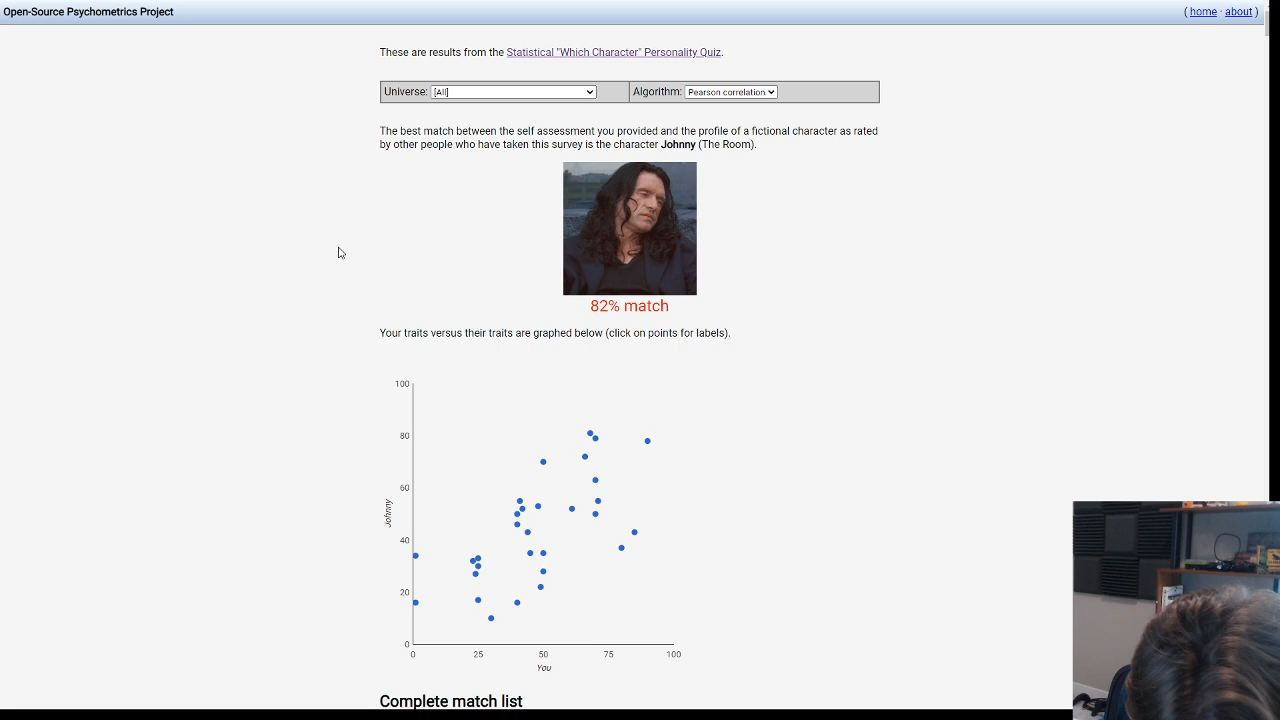 Open-Source Psychometrics Project
( home · about )
These are results from the Statistical "Which Character" Personality Quiz.
Universe: [All]
Algorithm: Pearson correlation
The best match between the self assessment you provided and the profile of a fictional character as rated
by other people who have taken this survey is the character Johnny (The Room).
82% match
Your traits versus their traits are graphed below (click on points for labels).
100
80
60
Johnny
40
20
0
0 25 50 75 100
You
Complete match list